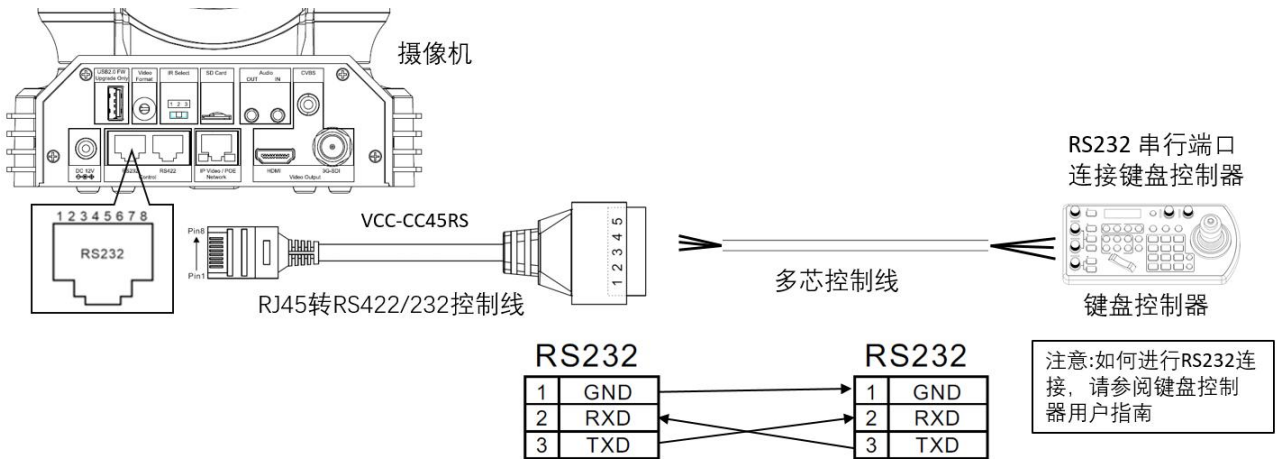 摄像机
USB2.0 FW
Upgrade Only
Video
Format
IR Select
1 2 3
SD Card
Audio
OUT IN
CVBS
DC 12V
RS232
RS422
Control
IP Video / POE
Network
HDMI
3G-SDI
Video Output
1 2 3 4 5 6 7 8
RS232
Pin8
Pin1
VCC-CC45RS
RJ45转RS422/232控制线
1 2 3 4 5
多芯控制线
RS232 串行端口
连接键盘控制器
键盘控制器
RS232
1 GND
2 RXD
3 TXD
RS232
1 GND
2 RXD
3 TXD
注意:如何进行RS232连
接，请参阅键盘控制
器用户指南